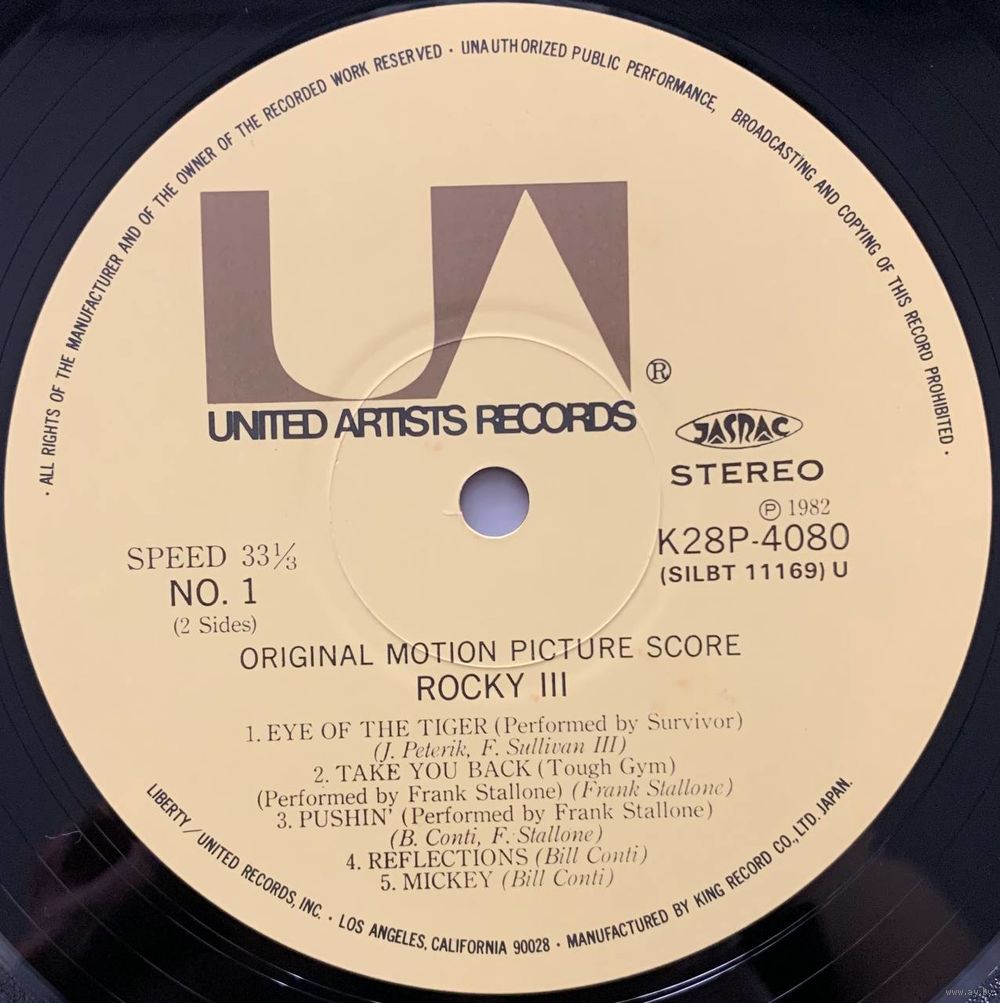 · ALL RIGHTS OF THE MANUFACTURER AND OF THE OWNER OF THE RECORDED WORK RESERVED · UNAUTHORIZED PUBLIC PERFORMANCE, BROADCASTING AND COPYING OF THIS RECORD PROHIBITED ·
UA
®
UNITED ARTISTS RECORDS
JASRAC
STEREO
℗ 1982
K28P-4080
(SILBT 11169) U
SPEED 33⅓
NO. 1
(2 Sides)
ORIGINAL MOTION PICTURE SCORE
ROCKY III
1. EYE OF THE TIGER (Performed by Survivor)
(J. Peterik, F. Sullivan III)
2. TAKE YOU BACK (Tough Gym)
(Performed by Frank Stallone) (Frank Stallone)
3. PUSHIN' (Performed by Frank Stallone)
(B. Conti, F. Stallone)
4. REFLECTIONS (Bill Conti)
5. MICKEY (Bill Conti)
LIBERTY/UNITED RECORDS, INC. · LOS ANGELES, CALIFORNIA 90028 · MANUFACTURED BY KING RECORD CO., LTD. JAPAN.
www.ay.by